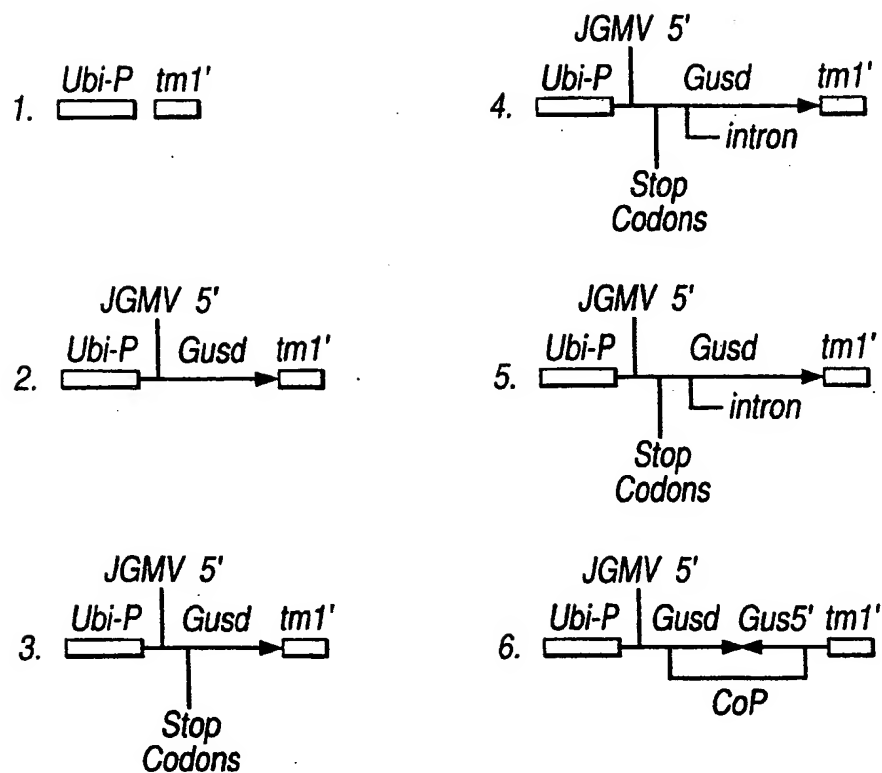 1. Ubi-P tm1'
JGMV 5'
2. Ubi-P Gusd tm1'
JGMV 5'
3. Ubi-P Gusd tm1'
Stop
Codons
JGMV 5'
4. Ubi-P Gusd tm1'
intron
Stop
Codons
JGMV 5'
5. Ubi-P Gusd tm1'
intron
Stop
Codons
JGMV 5'
6. Ubi-P Gusd Gus5' tm1'
CoP